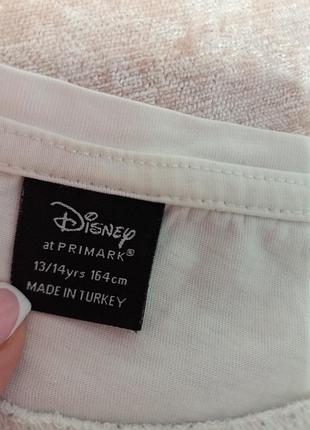 Disney
at PRIMARK®
13/14yrs 164cm
MADE IN TURKEY